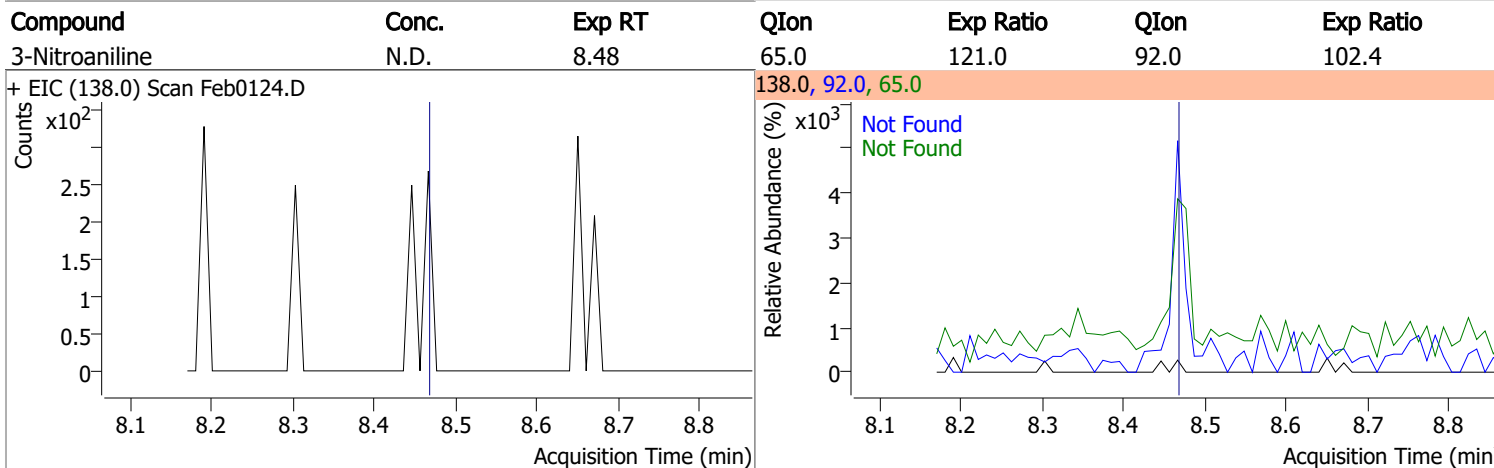 Compound Conc. Exp RT QIon Exp Ratio QIon Exp Ratio
3-Nitroaniline N.D. 8.48 65.0 121.0 92.0 102.4
+ EIC (138.0) Scan Feb0124.D
Counts
x10²
2.5
2
1.5
1
0.5
0
8.1 8.2 8.3 8.4 8.5 8.6 8.7 8.8
Acquisition Time (min)
138.0, 92.0, 65.0
Relative Abundance (%)
x10³
Not Found
Not Found
4
3
2
1
0
8.1 8.2 8.3 8.4 8.5 8.6 8.7 8.8
Acquisition Time (min